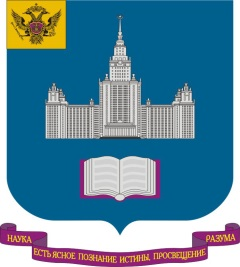 НАУКА
ЕСТЬ ЯСНОЕ ПОЗНАНИЕ ИСТИНЫ, ПРОСВЕЩЕНИЕ
РАЗУМА